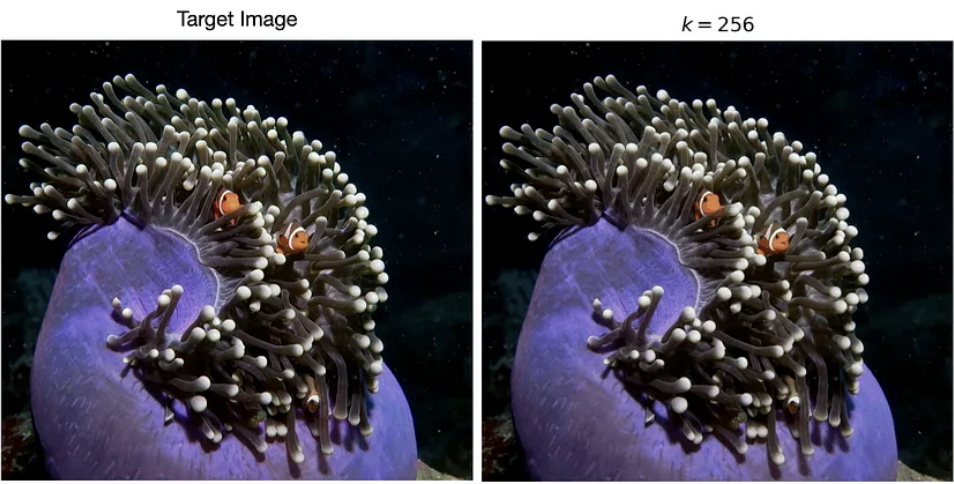 Target Image
k = 256